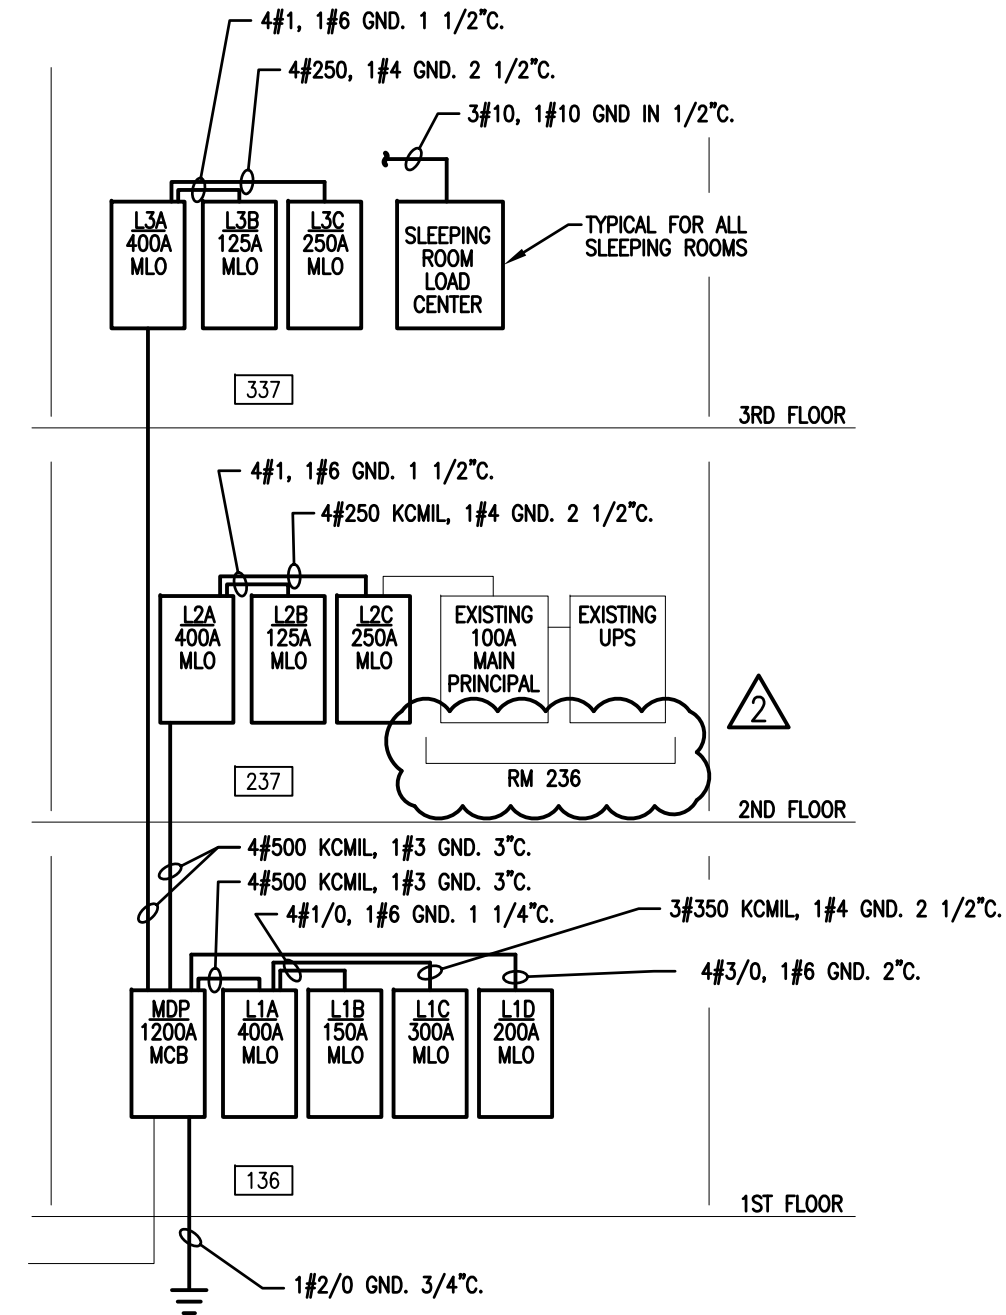 4#1, 1#6 GND. 1 1/2"C.
4#250, 1#4 GND. 2 1/2"C.
3#10, 1#10 GND IN 1/2"C.
L3A
400A
MLO
L3B
125A
MLO
L3C
250A
MLO
SLEEPING
ROOM
LOAD
CENTER
TYPICAL FOR ALL
SLEEPING ROOMS
337
3RD FLOOR
4#1, 1#6 GND. 1 1/2"C.
4#250 KCMIL, 1#4 GND. 2 1/2"C.
L2A
400A
MLO
L2B
125A
MLO
L2C
250A
MLO
EXISTING
100A
MAIN
PRINCIPAL
EXISTING
UPS
2
RM 236
237
2ND FLOOR
4#500 KCMIL, 1#3 GND. 3"C.
4#500 KCMIL, 1#3 GND. 3"C.
4#1/0, 1#6 GND. 1 1/4"C.
3#350 KCMIL, 1#4 GND. 2 1/2"C.
4#3/0, 1#6 GND. 2"C.
MDP
1200A
MCB
L1A
400A
MLO
L1B
150A
MLO
L1C
300A
MLO
L1D
200A
MLO
136
1ST FLOOR
1#2/0 GND. 3/4"C.